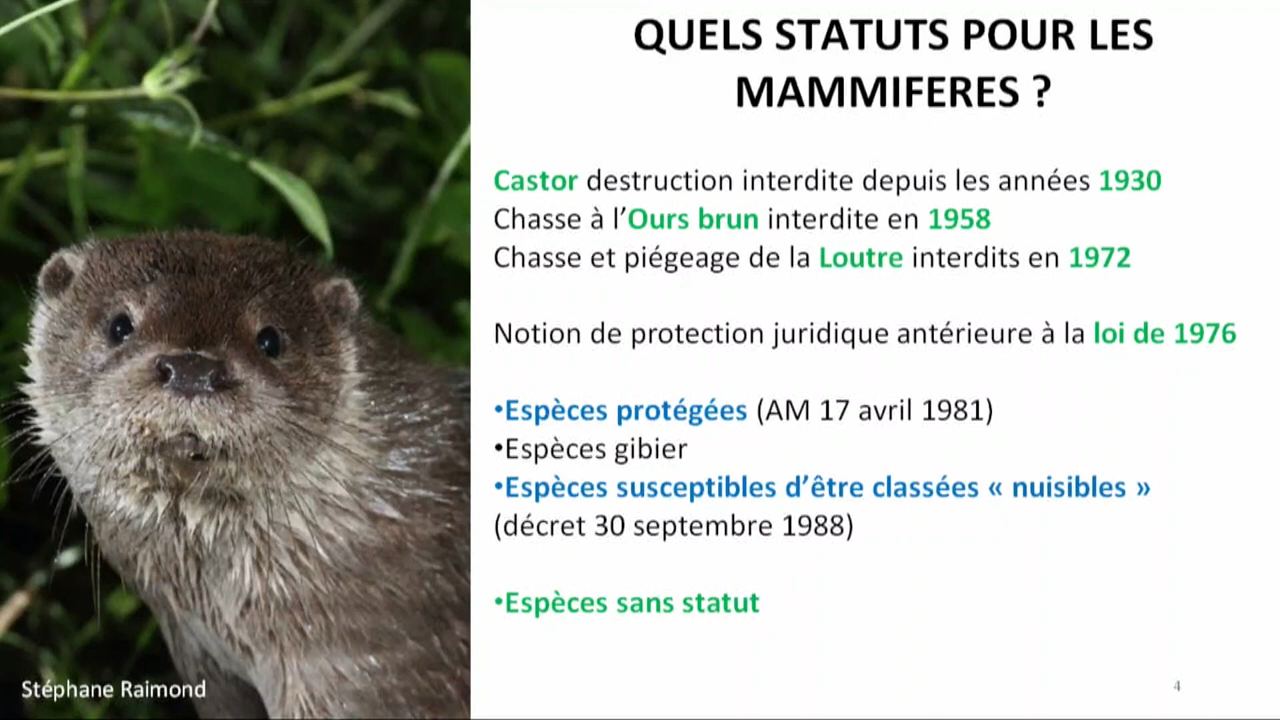 QUELS STATUTS POUR LES
MAMMIFERES ?
Castor destruction interdite depuis les années 1930
Chasse à l’Ours brun interdite en 1958
Chasse et piégeage de la Loutre interdits en 1972
Notion de protection juridique antérieure à la loi de 1976
•Espèces protégées (AM 17 avril 1981)
•Espèces gibier
•Espèces susceptibles d’être classées « nuisibles »
(décret 30 septembre 1988)
•Espèces sans statut
Stéphane Raimond
4